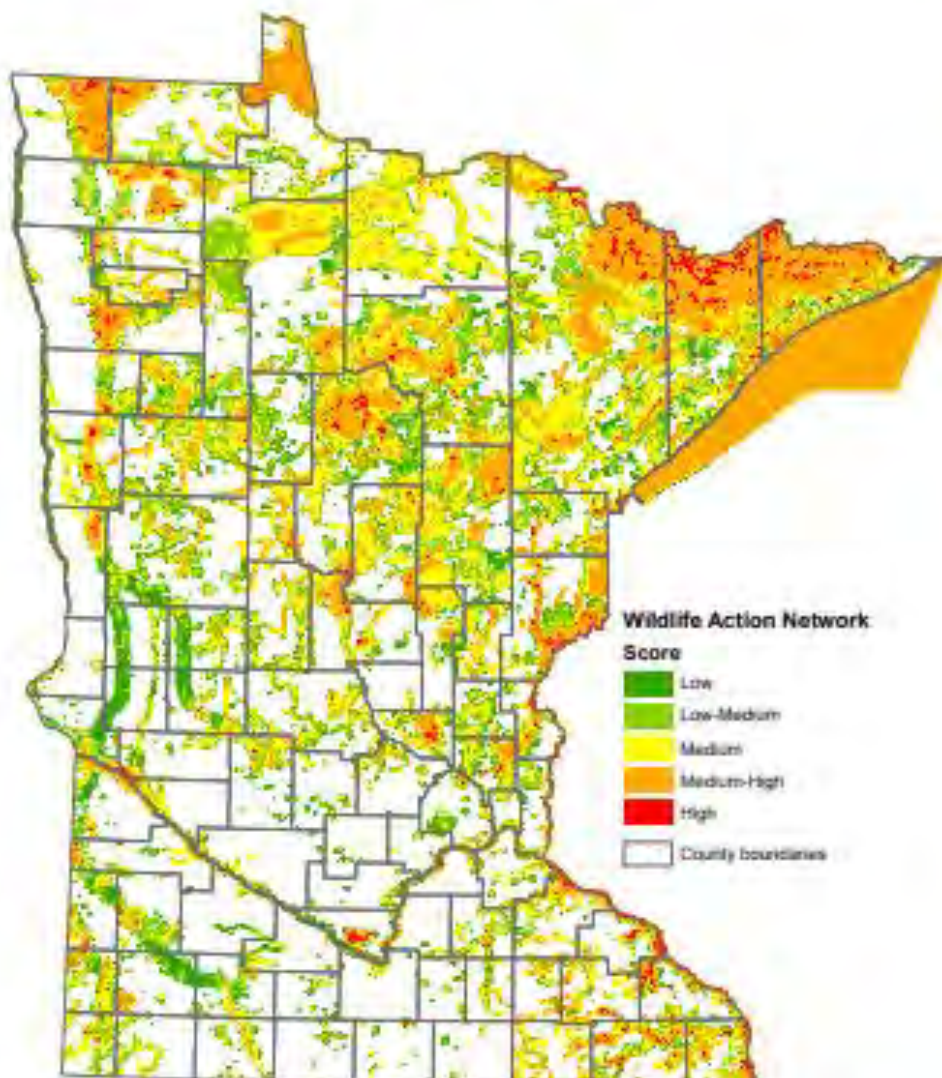 Wildlife Action Network
Score
Low
Low-Medium
Medium
Medium-High
High
County boundaries